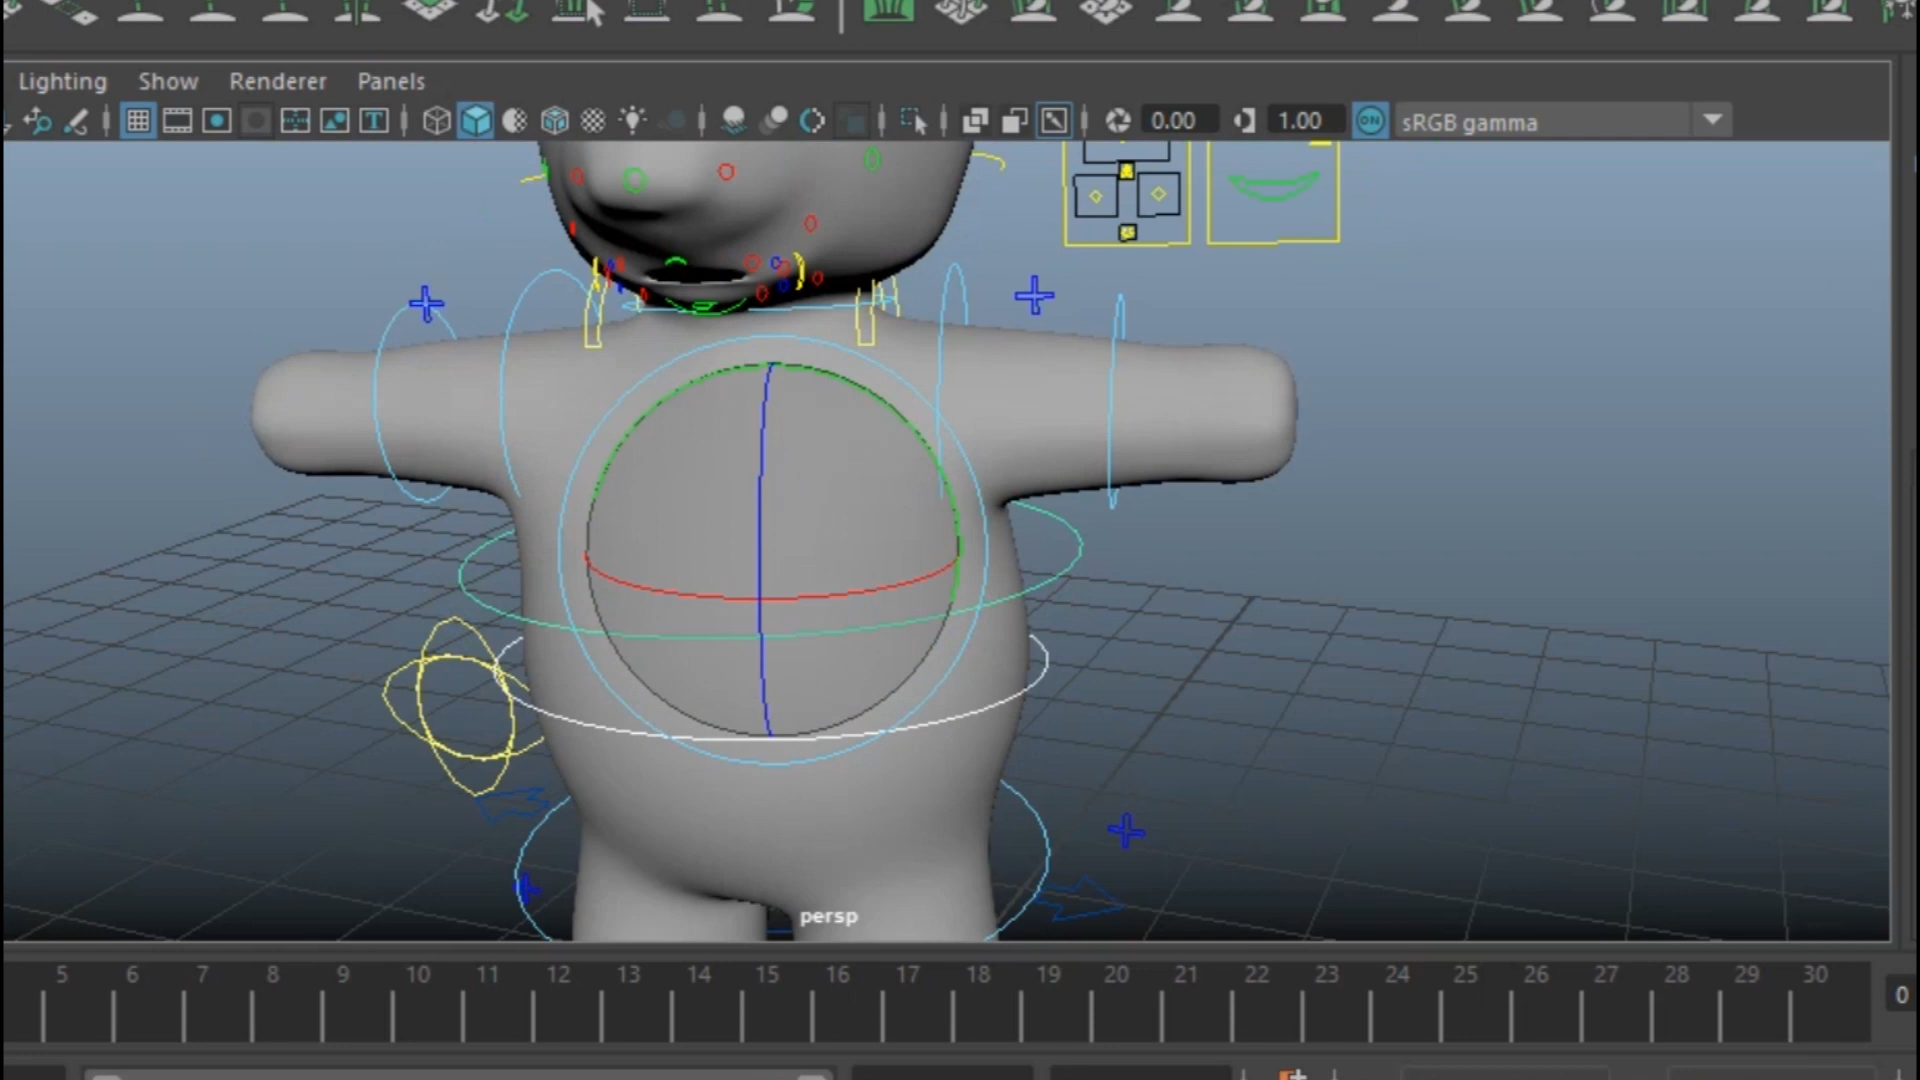 Lighting Show Renderer Panels
T 0.00 1.00 ON sRGB gamma
persp
5 6 7 8 9 10 11 12 13 14 15 16 17 18 19 20 21 22 23 24 25 26 27 28 29 30
0